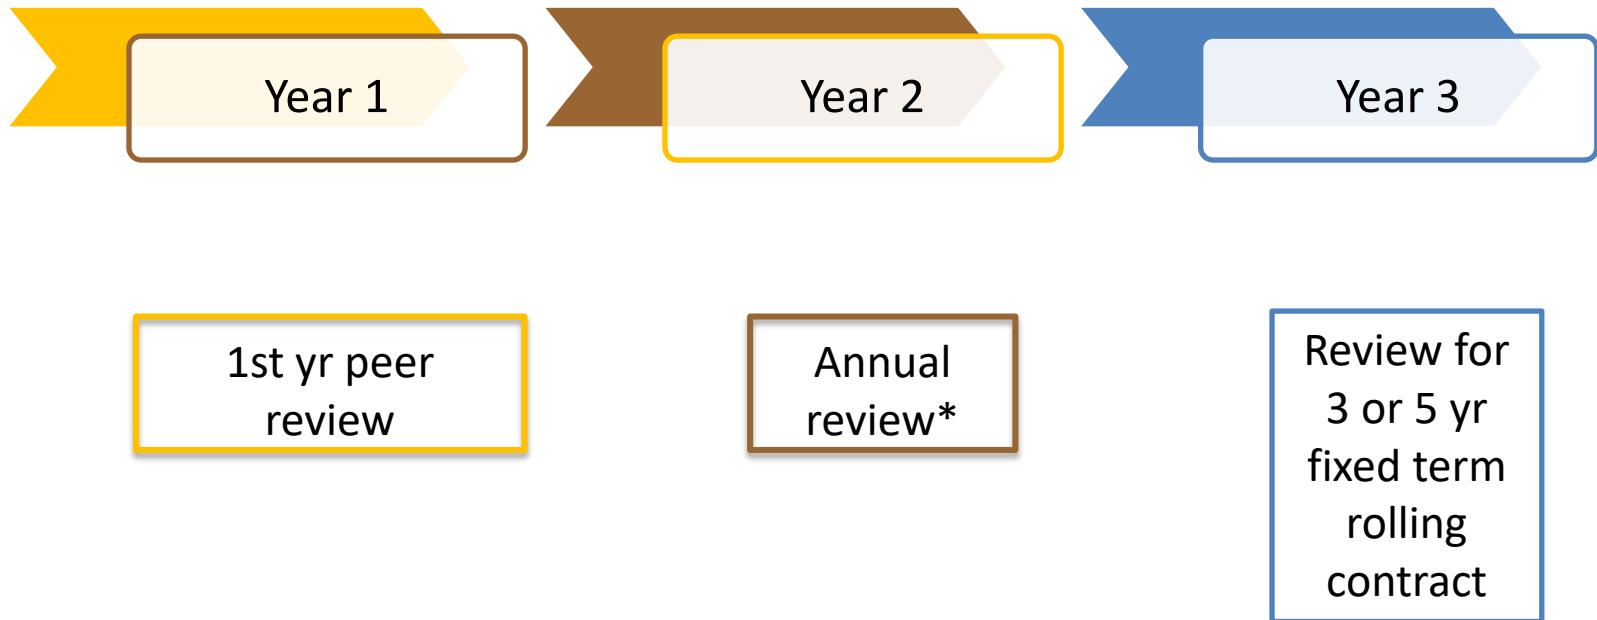 Year 1
Year 2
Year 3
1st yr peer
review
Annual
review*
Review for
3 or 5 yr
fixed term
rolling
contract